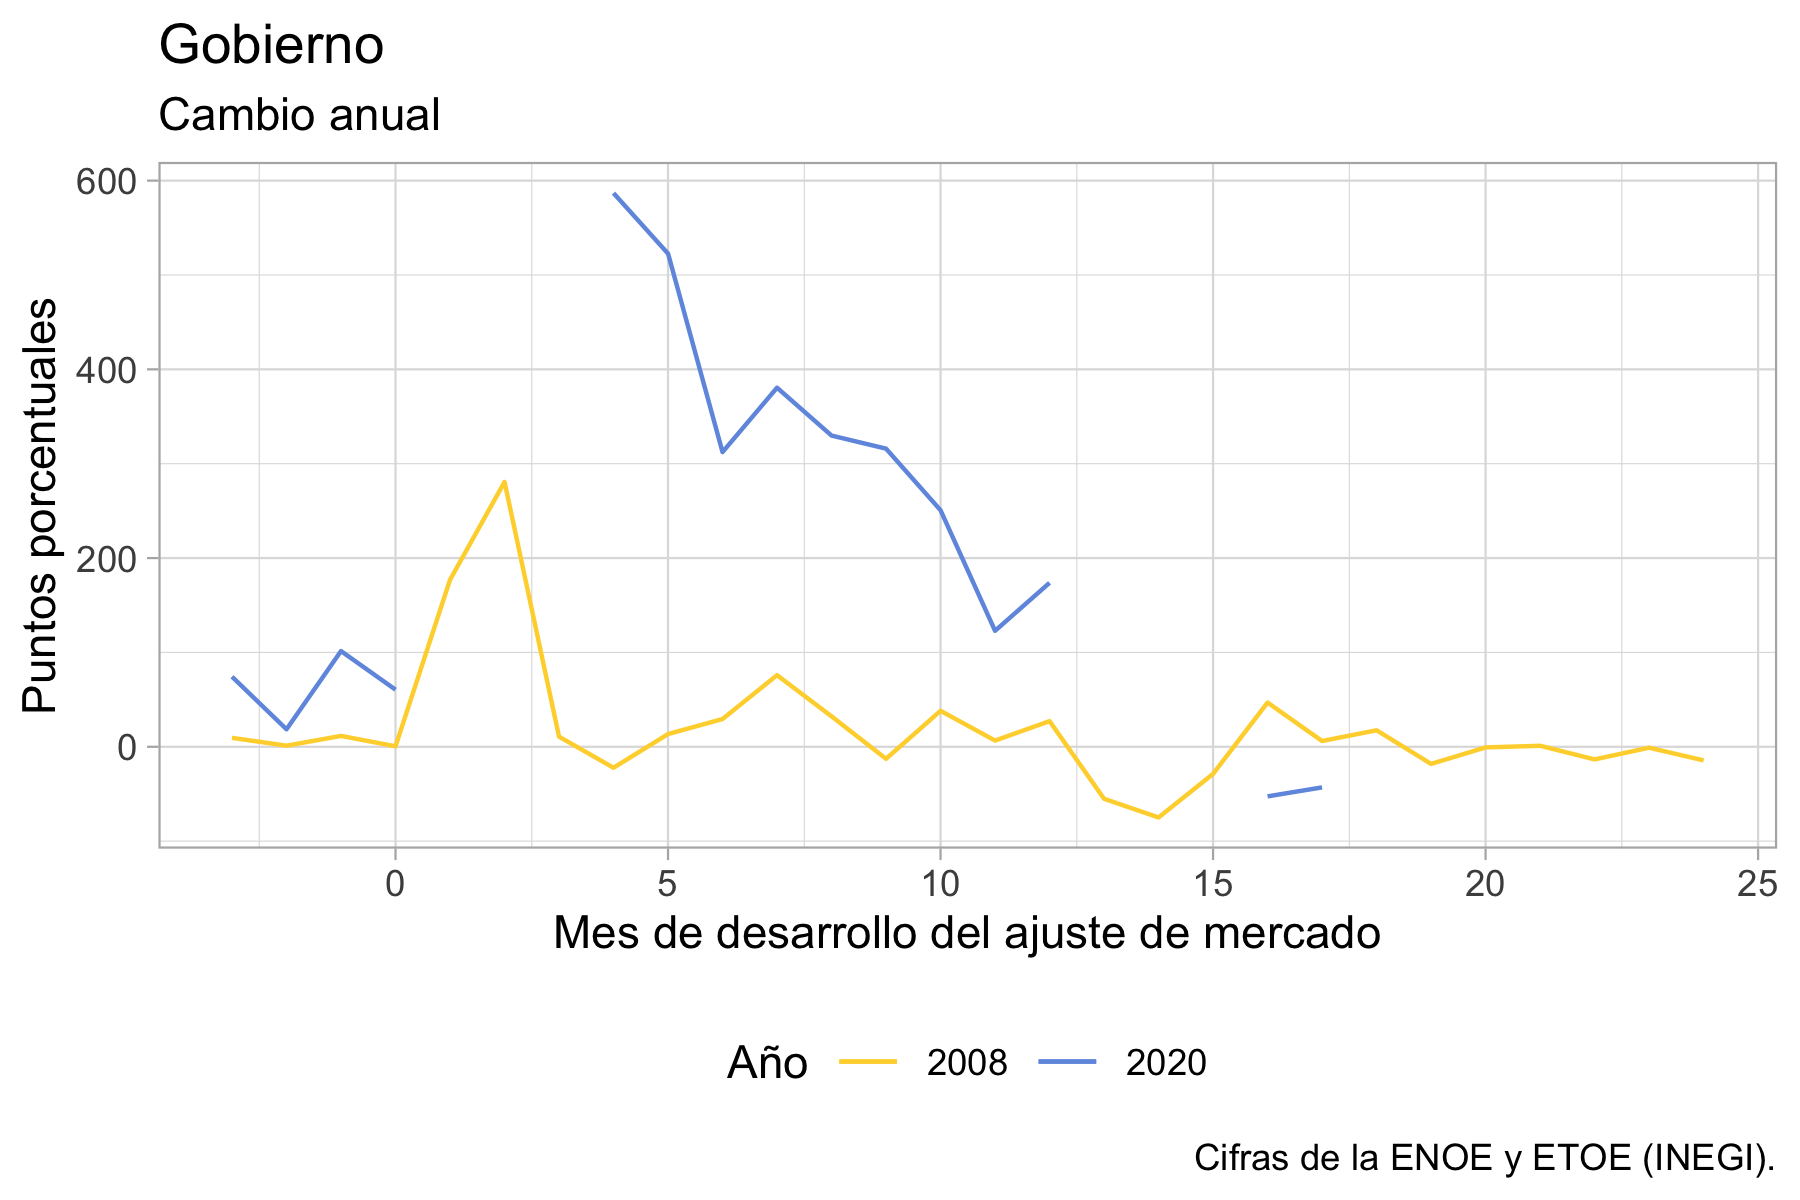 Gobierno
Cambio anual
Puntos porcentuales
600
400
200
0
0 5 10 15 20 25
Mes de desarrollo del ajuste de mercado
Año 2008 2020
Cifras de la ENOE y ETOE (INEGI).